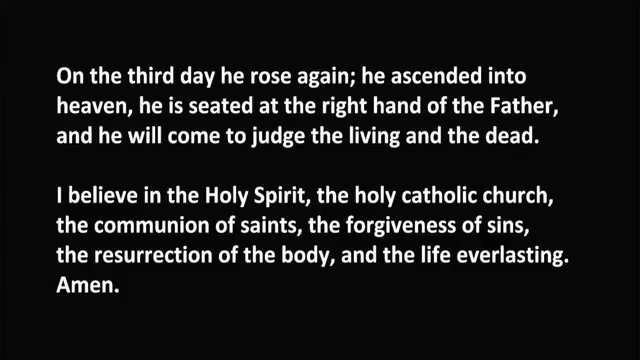 On the third day he rose again; he ascended into
heaven, he is seated at the right hand of the Father,
and he will come to judge the living and the dead.
I believe in the Holy Spirit, the holy catholic church,
the communion of saints, the forgiveness of sins,
the resurrection of the body, and the life everlasting.
Amen.